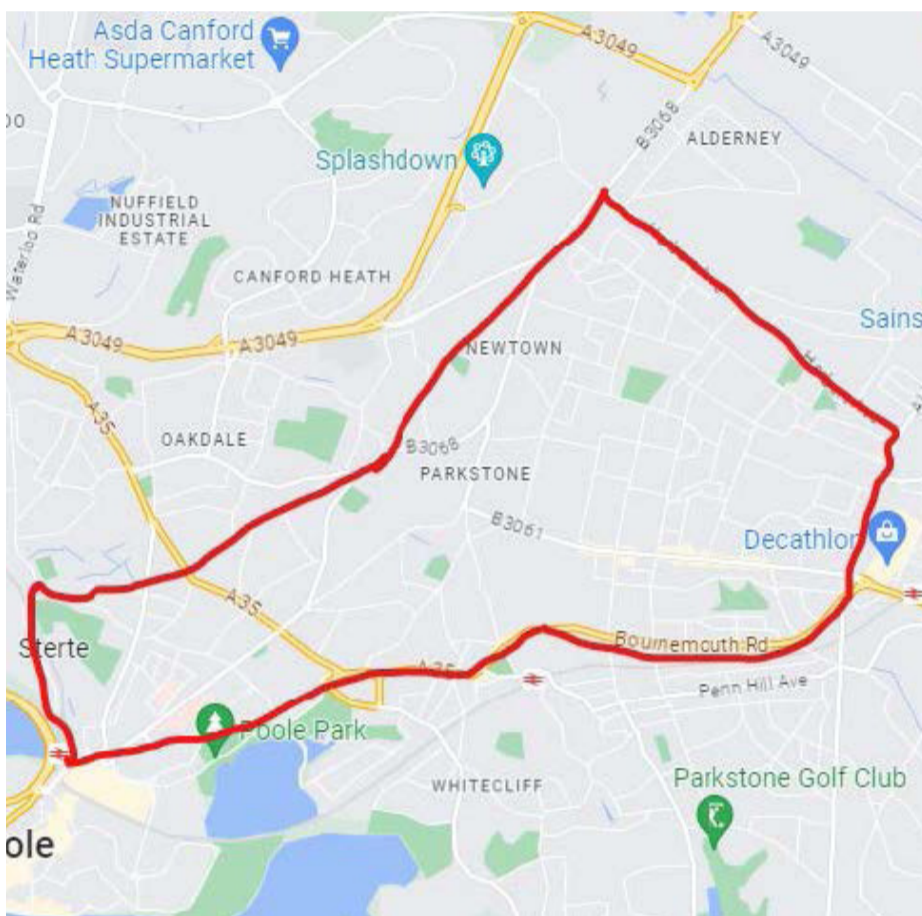 Asda Canford
Heath Supermarket
A3049
A3049
B3068
ALDERNEY
Splashdown
NUFFIELD
INDUSTRIAL
ESTATE
Waterloo Rd
CANFORD HEATH
Sains
A3049
A3049
NEWTOWN
A35
OAKDALE
B3068
PARKSTONE
B3061
Decathlon
A35
Sterte
A35
Bournemouth Rd
Penn Hill Ave
Poole Park
WHITECLIFF
Parkstone Golf Club
ole